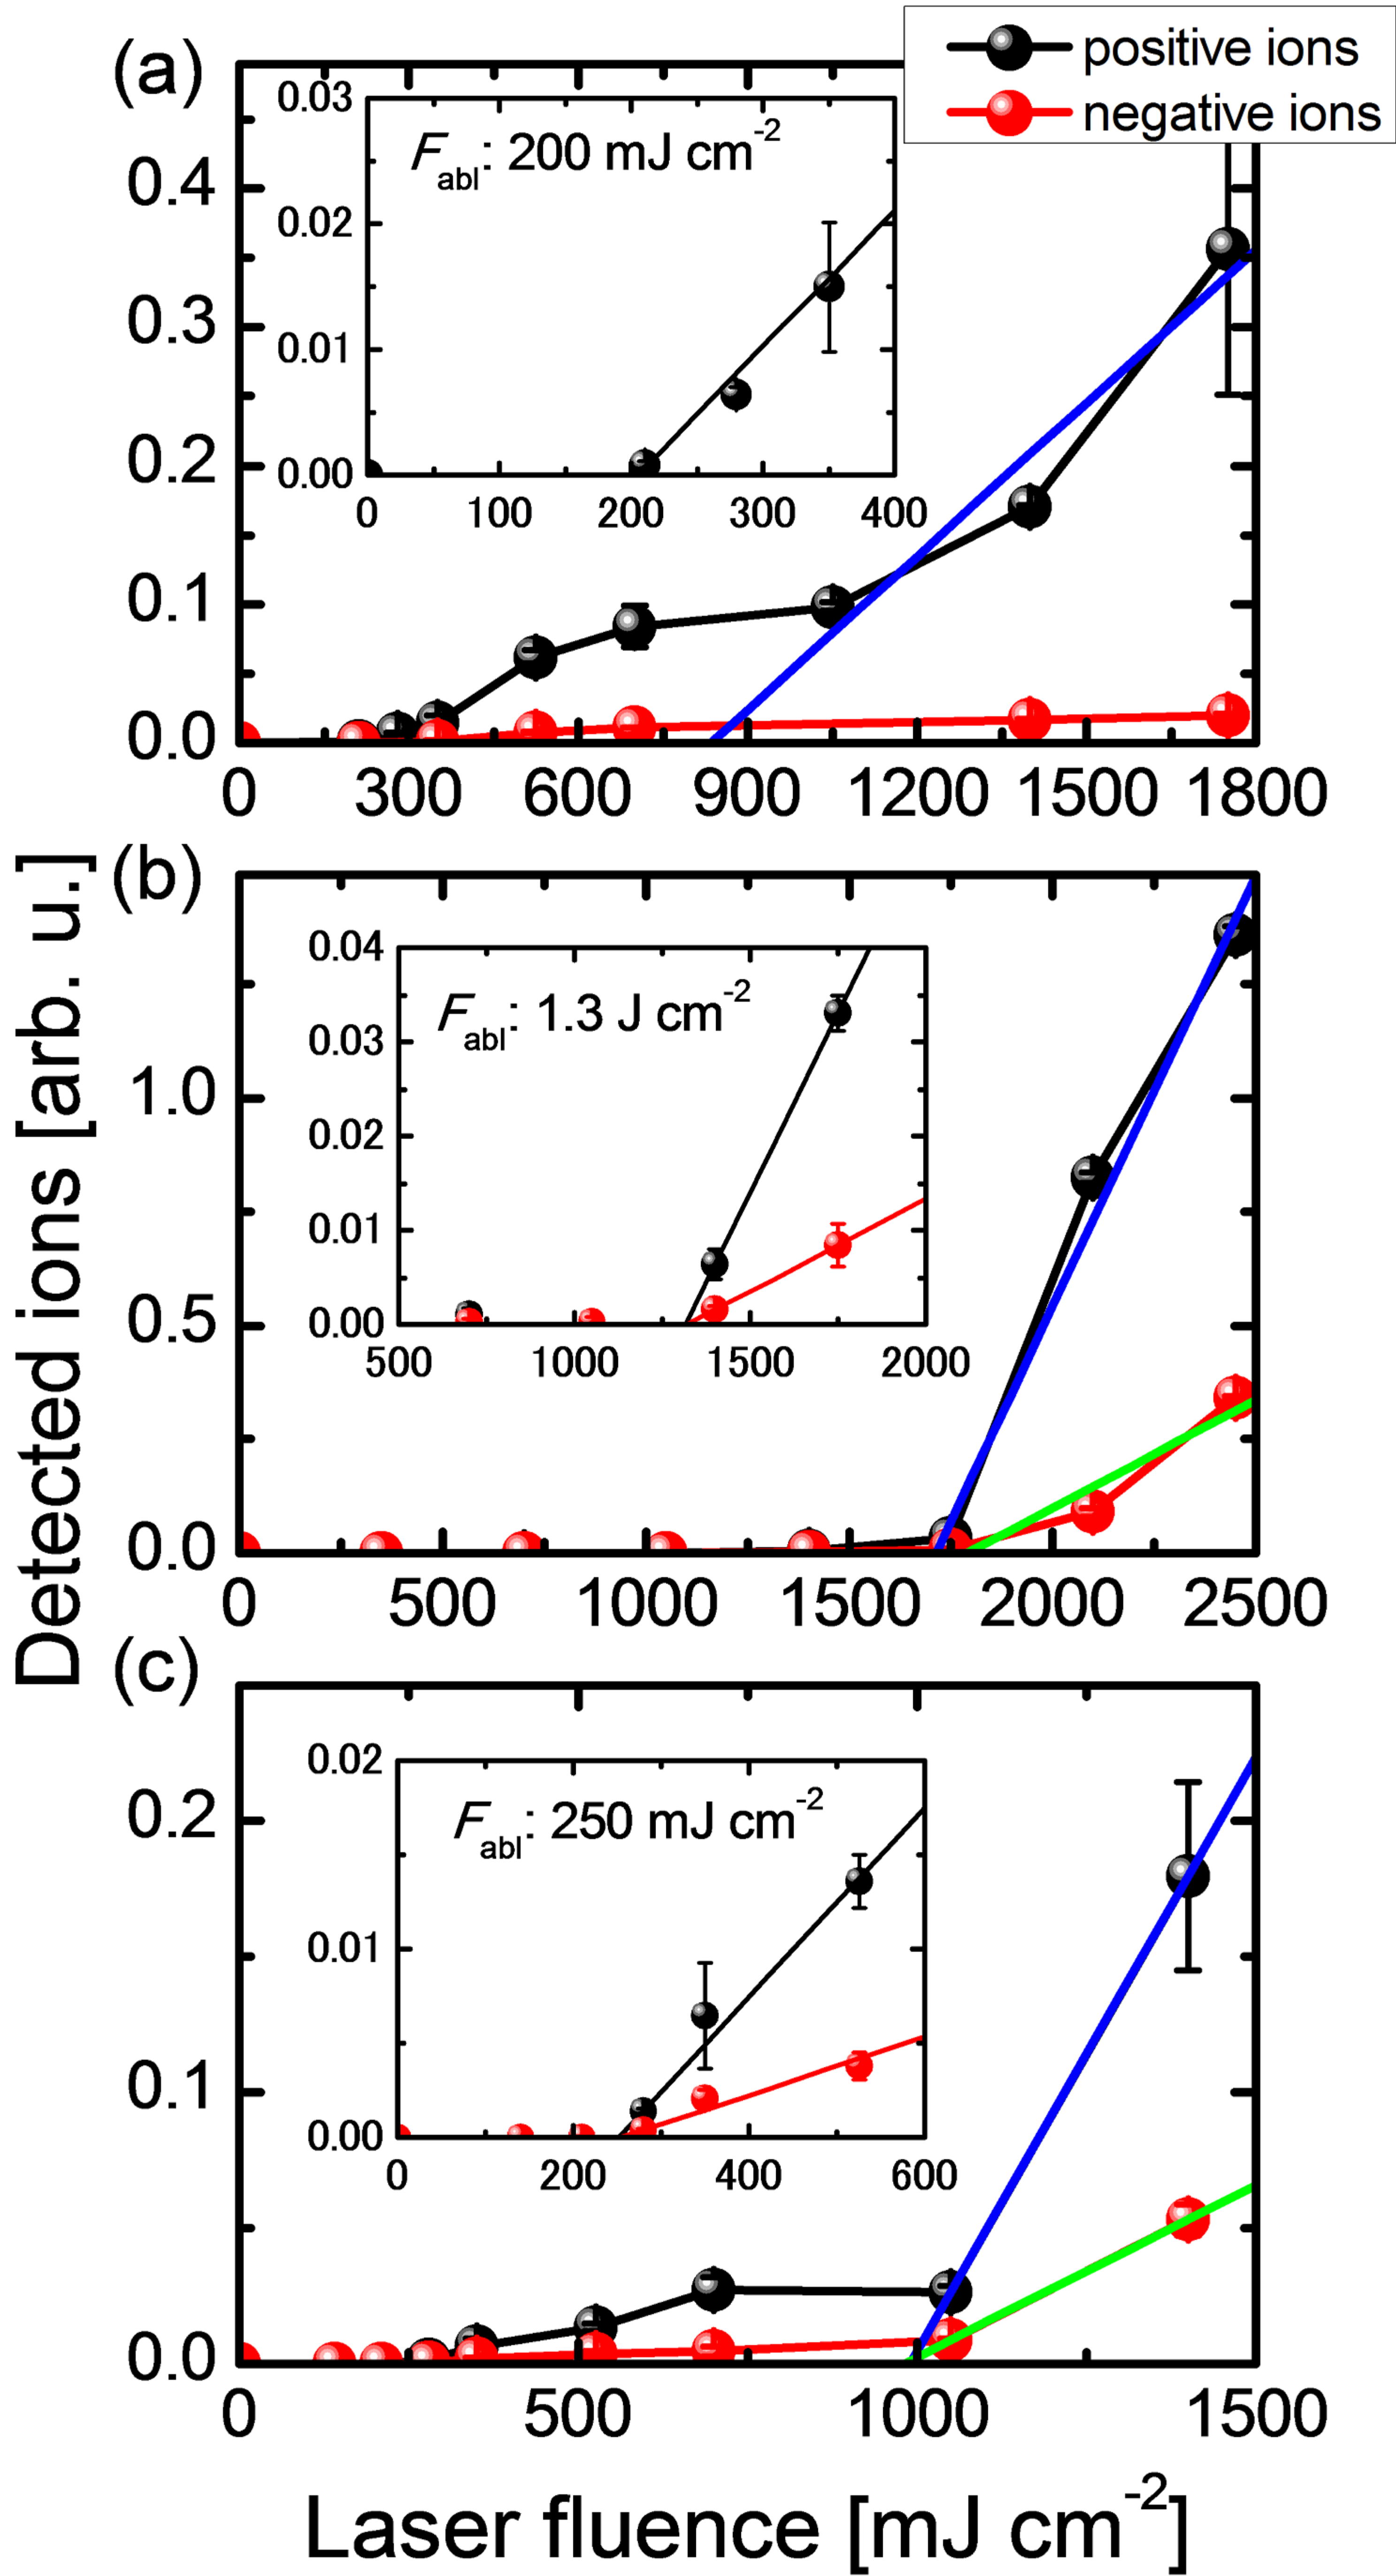 positive ions
negative ions
(a)
F abl: 200 mJ cm-2
0.03
0.02
0.01
0.00
0 100 200 300 400
0.4
0.3
0.2
0.1
0.0
0 300 600 900 1200 1500 1800
(b)
F abl: 1.3 J cm-2
0.04
0.03
0.02
0.01
0.00
500 1000 1500 2000
1.0
0.5
0.0
0 500 1000 1500 2000 2500
(c)
F abl: 250 mJ cm-2
0.02
0.01
0.00
0 200 400 600
0.2
0.1
0.0
0 500 1000 1500
Detected ions [arb. u.]
Laser fluence [mJ cm-2]